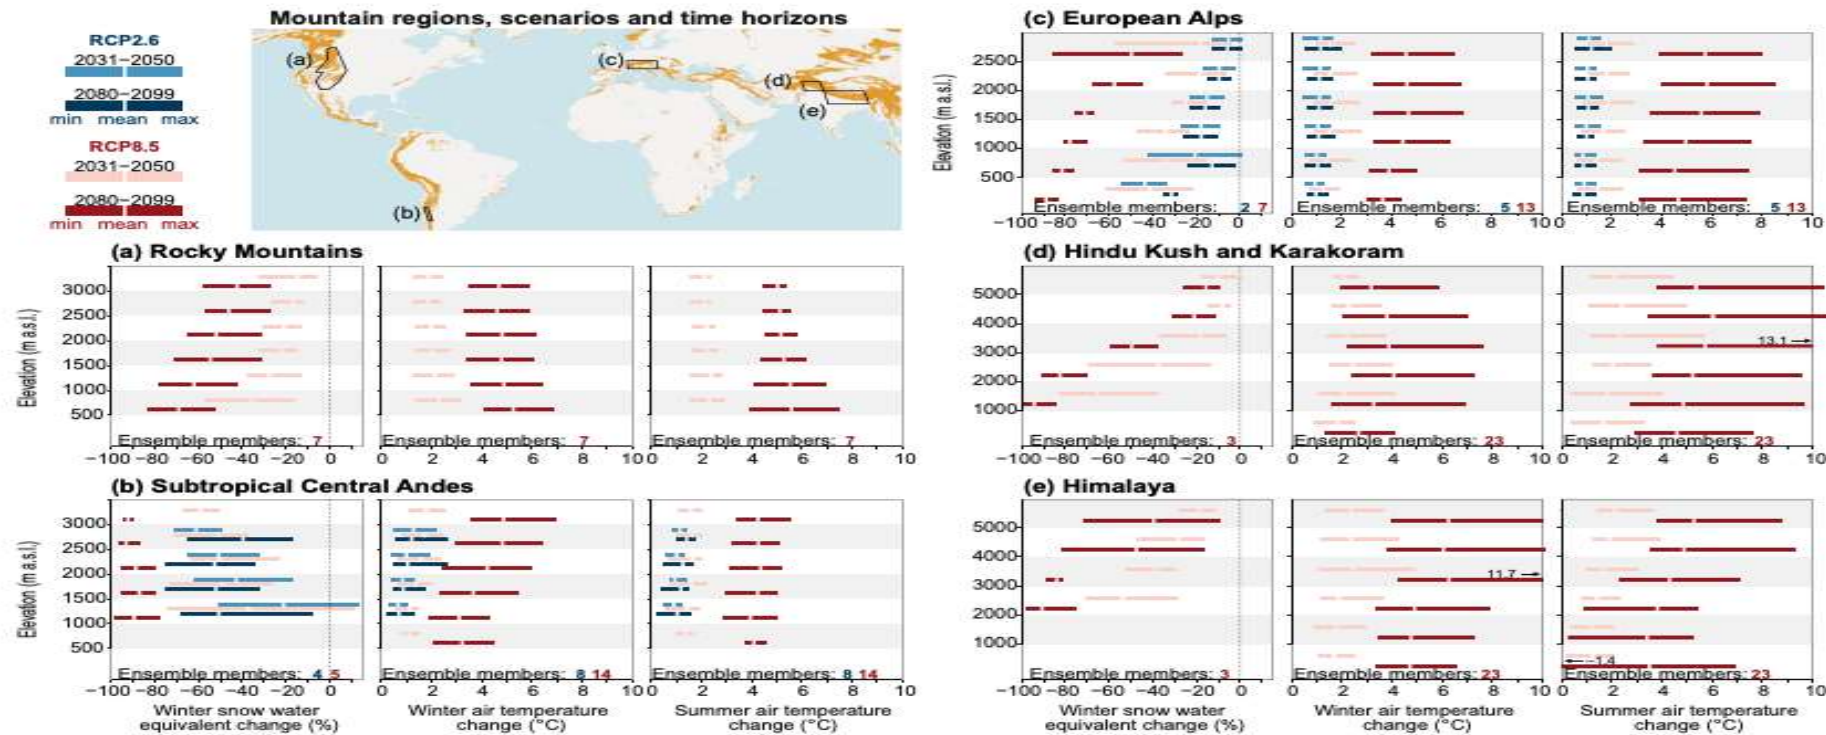 Mountain regions, scenarios and time horizons
RCP2.6
2031−2050
2080−2099
min mean max
RCP8.5
2031−2050
2080−2099
min mean max
(a)
(b)
(c)
(d)
(e)
(a) Rocky Mountains
Elevation (m a.s.l.)
3000
2500
2000
1500
1000
500
Ensemble members: 7
Ensemble members: 7
Ensemble members: 7
−100 −80 −60 −40 −20 0
0 2 4 6 8 10
0 2 4 6 8 10
(b) Subtropical Central Andes
Elevation (m a.s.l.)
3000
2500
2000
1500
1000
500
Ensemble members: 4 5
Ensemble members: 8 14
Ensemble members: 8 14
−100 −80 −60 −40 −20 0
0 2 4 6 8 10
0 2 4 6 8 10
Winter snow water
equivalent change (%)
Winter air temperature
change (°C)
Summer air temperature
change (°C)
(c) European Alps
Elevation (m a.s.l.)
2500
2000
1500
1000
500
Ensemble members: 2 7
Ensemble members: 5 13
Ensemble members: 5 13
−100 −80 −60 −40 −20 0
0 2 4 6 8 10
0 2 4 6 8 10
(d) Hindu Kush and Karakoram
5000
4000
3000
2000
1000
13.1
Ensemble members: 3
Ensemble members: 23
Ensemble members: 23
−100 −80 −60 −40 −20 0
0 2 4 6 8 10
0 2 4 6 8 10
(e) Himalaya
5000
4000
3000
2000
1000
11.7
−1.4
Ensemble members: 3
Ensemble members: 23
Ensemble members: 23
−100 −80 −60 −40 −20 0
0 2 4 6 8 10
0 2 4 6 8 10
Winter snow water
equivalent change (%)
Winter air temperature
change (°C)
Summer air temperature
change (°C)